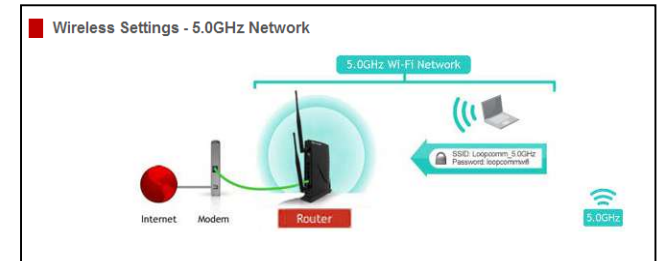 Wireless Settings - 5.0GHz Network
5.0GHz Wi-Fi Network
SSID: Loopcomm_5.0GHz
Password: loopcommwifi
Internet
Modem
Router
5.0GHz